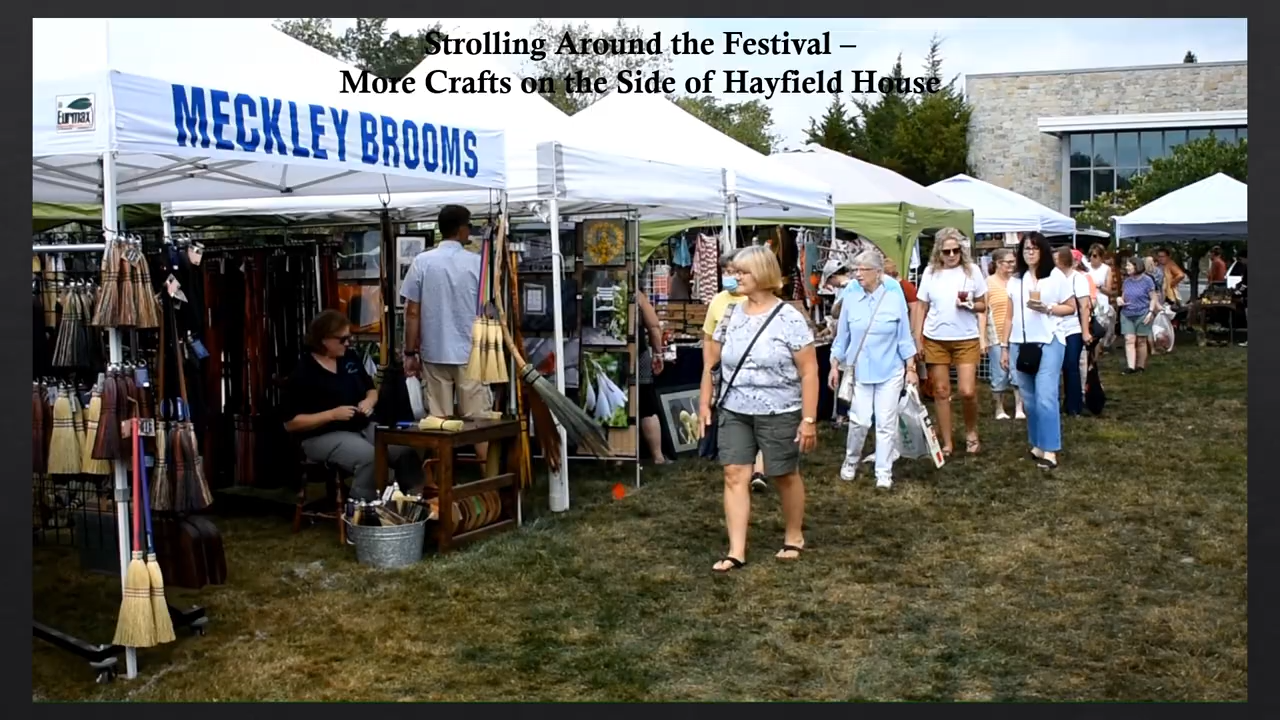 Strolling Around the Festival –
More Crafts on the Side of Hayfield House
Eurmax
MECKLEY BROOMS